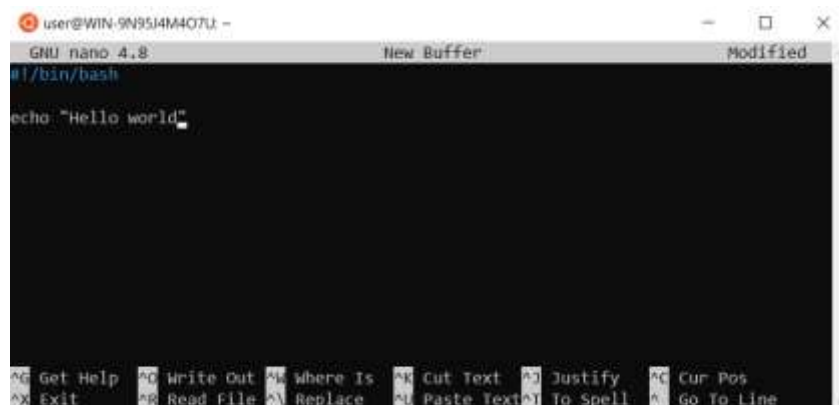 user@WIN-9N95J4M4O7U: ~
GNU nano 4.8 New Buffer Modified
#!/bin/bash
echo "Hello world"
^G Get Help ^O Write Out ^W Where Is ^K Cut Text ^J Justify ^C Cur Pos
^X Exit ^R Read File ^\ Replace ^U Paste Text ^T To Spell ^_ Go To Line